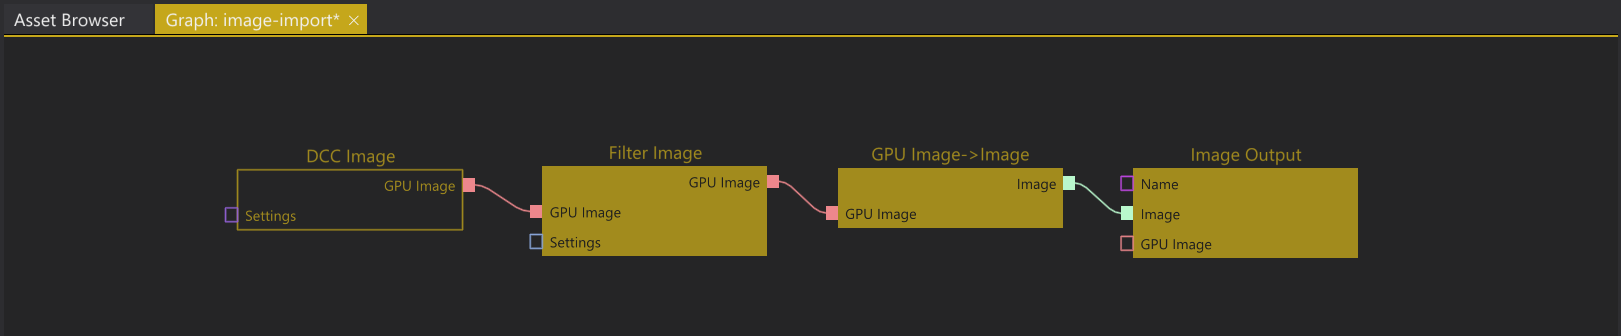 Asset Browser
Graph: image-import* ×
DCC Image
GPU Image
Settings
Filter Image
GPU Image
GPU Image
Settings
GPU Image->Image
Image
GPU Image
Image Output
Name
Image
GPU Image